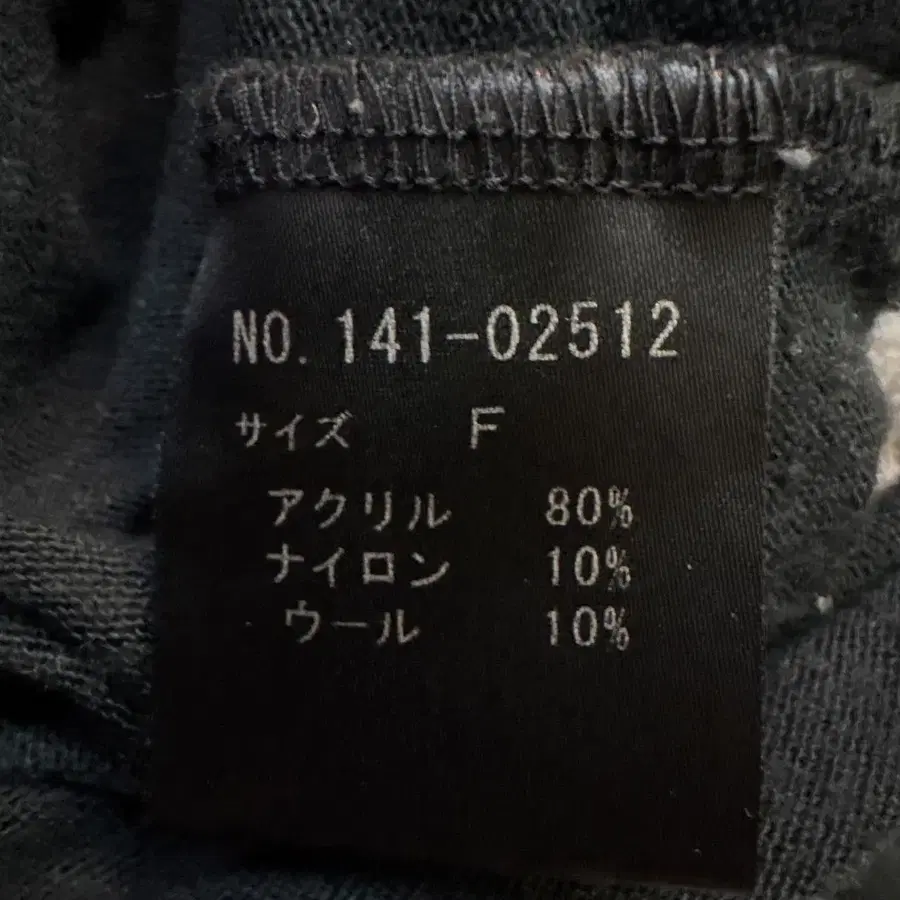 NO. 141-02512
サイズ F
アクリル 80%
ナイロン 10%
ウール 10%